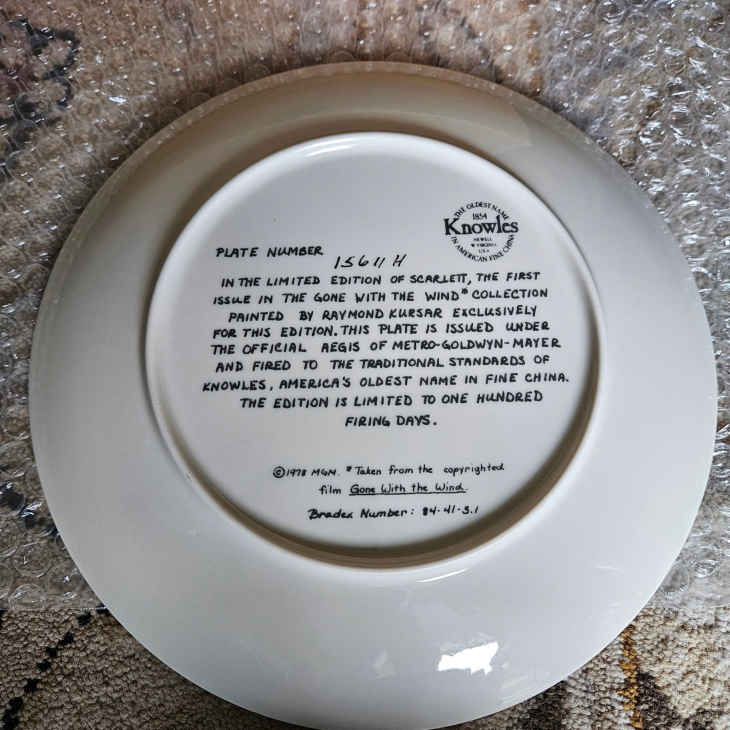 THE OLDEST NAME
1854
Knowles
NEWELL
W VIRGINIA
U.S.A.
IN AMERICAN FINE CHINA
PLATE NUMBER 15611 H
IN THE LIMITED EDITION OF SCARLETT, THE FIRST
ISSUE IN THE GONE WITH THE WIND* COLLECTION
PAINTED BY RAYMOND KURSAR EXCLUSIVELY
FOR THIS EDITION. THIS PLATE IS ISSUED UNDER
THE OFFICIAL AEGIS OF METRO-GOLDWYN-MAYER
AND FIRED TO THE TRADITIONAL STANDARDS OF
KNOWLES, AMERICA'S OLDEST NAME IN FINE CHINA.
THE EDITION IS LIMITED TO ONE HUNDRED
FIRING DAYS.
©1978 MGM. *Taken from the copyrighted
film Gone With the Wind.
Bradex Number: 84-41-3.1